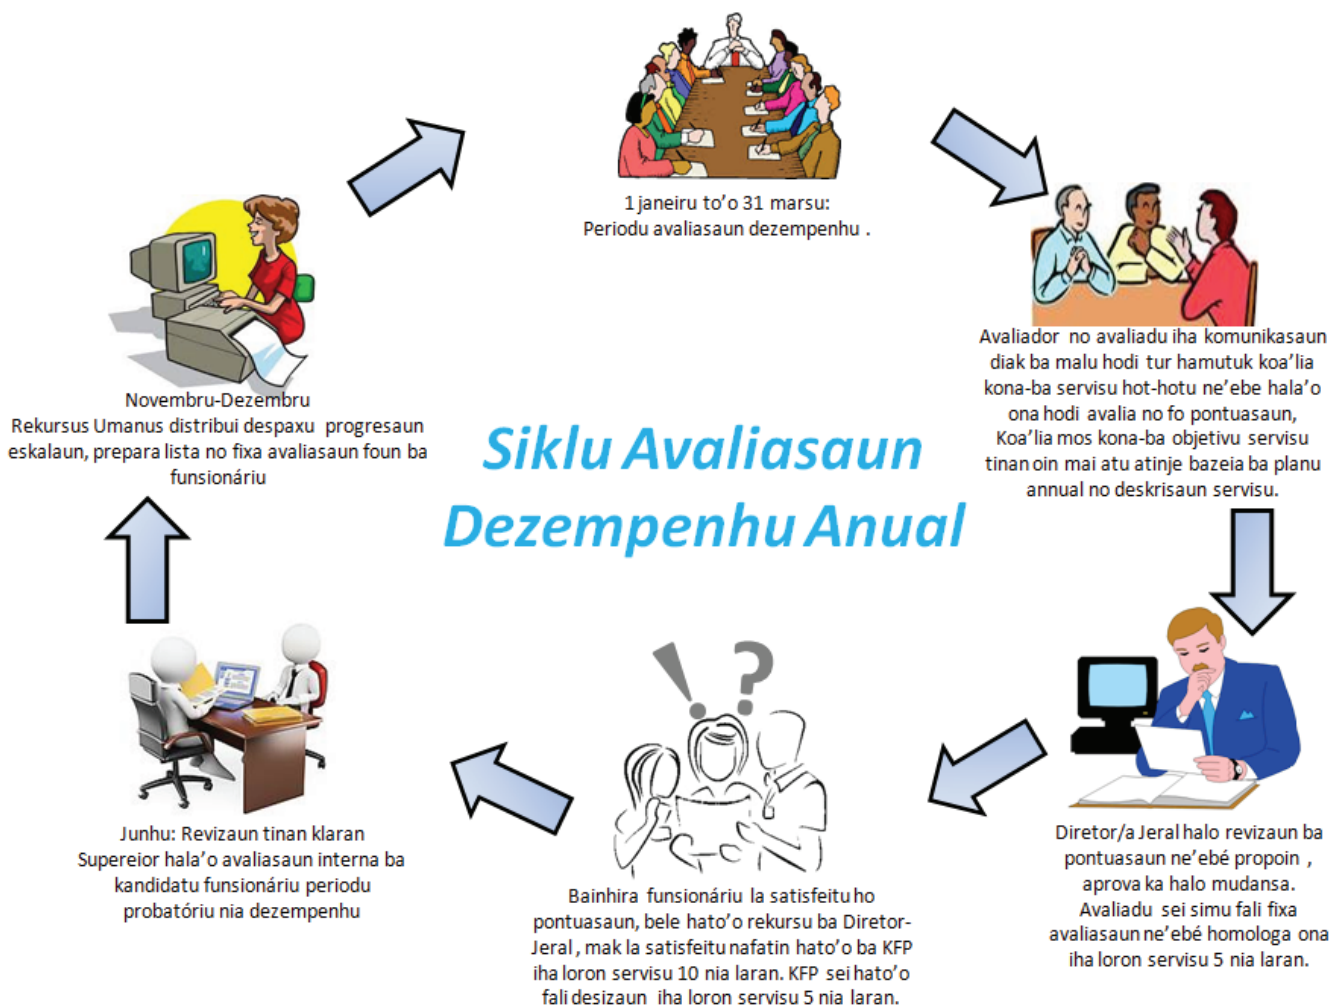 1 janeiru to’o 31 marsu:
Periodu avaliasaun dezempenhu .
Avaliador no avaliadu iha komunikasaun
diak ba malu hodi tur hamutuk koa’lia
kona-ba servisu hot-hotu ne’ebe hala’o
ona hodi avalia no fo pontuasaun,
Koa’lia mos kona-ba objetivu servisu
tinan oin mai atu atinje bazeia ba planu
annual no deskrisaun servisu.
Diretor/a Jeral halo revizaun ba
pontuasaun ne’ebé propoin ,
aprova ka halo mudansa.
Avaliadu sei simu fali fixa
avaliasaun ne’ebé homologa ona
iha loron servisu 5 nia laran.
! ?
Bainhira funsionáriu la satisfeitu ho
pontuasaun, bele hato’o rekursu ba Diretor-
Jeral , mak la satisfeitu nafatin hato’o ba KFP
iha loron servisu 10 nia laran. KFP sei hato’o
fali desizaun iha loron servisu 5 nia laran.
Junhu: Revizaun tinan klaran
Supereior hala’o avaliasaun interna ba
kandidatu funsionáriu periodu
probatóriu nia dezempenhu
Novembru-Dezembru
Rekursus Umanus distribui despaxu progresaun
eskalaun, prepara lista no fixa avaliasaun foun ba
funsionáriu
Siklu Avaliasaun
Dezempenhu Anual